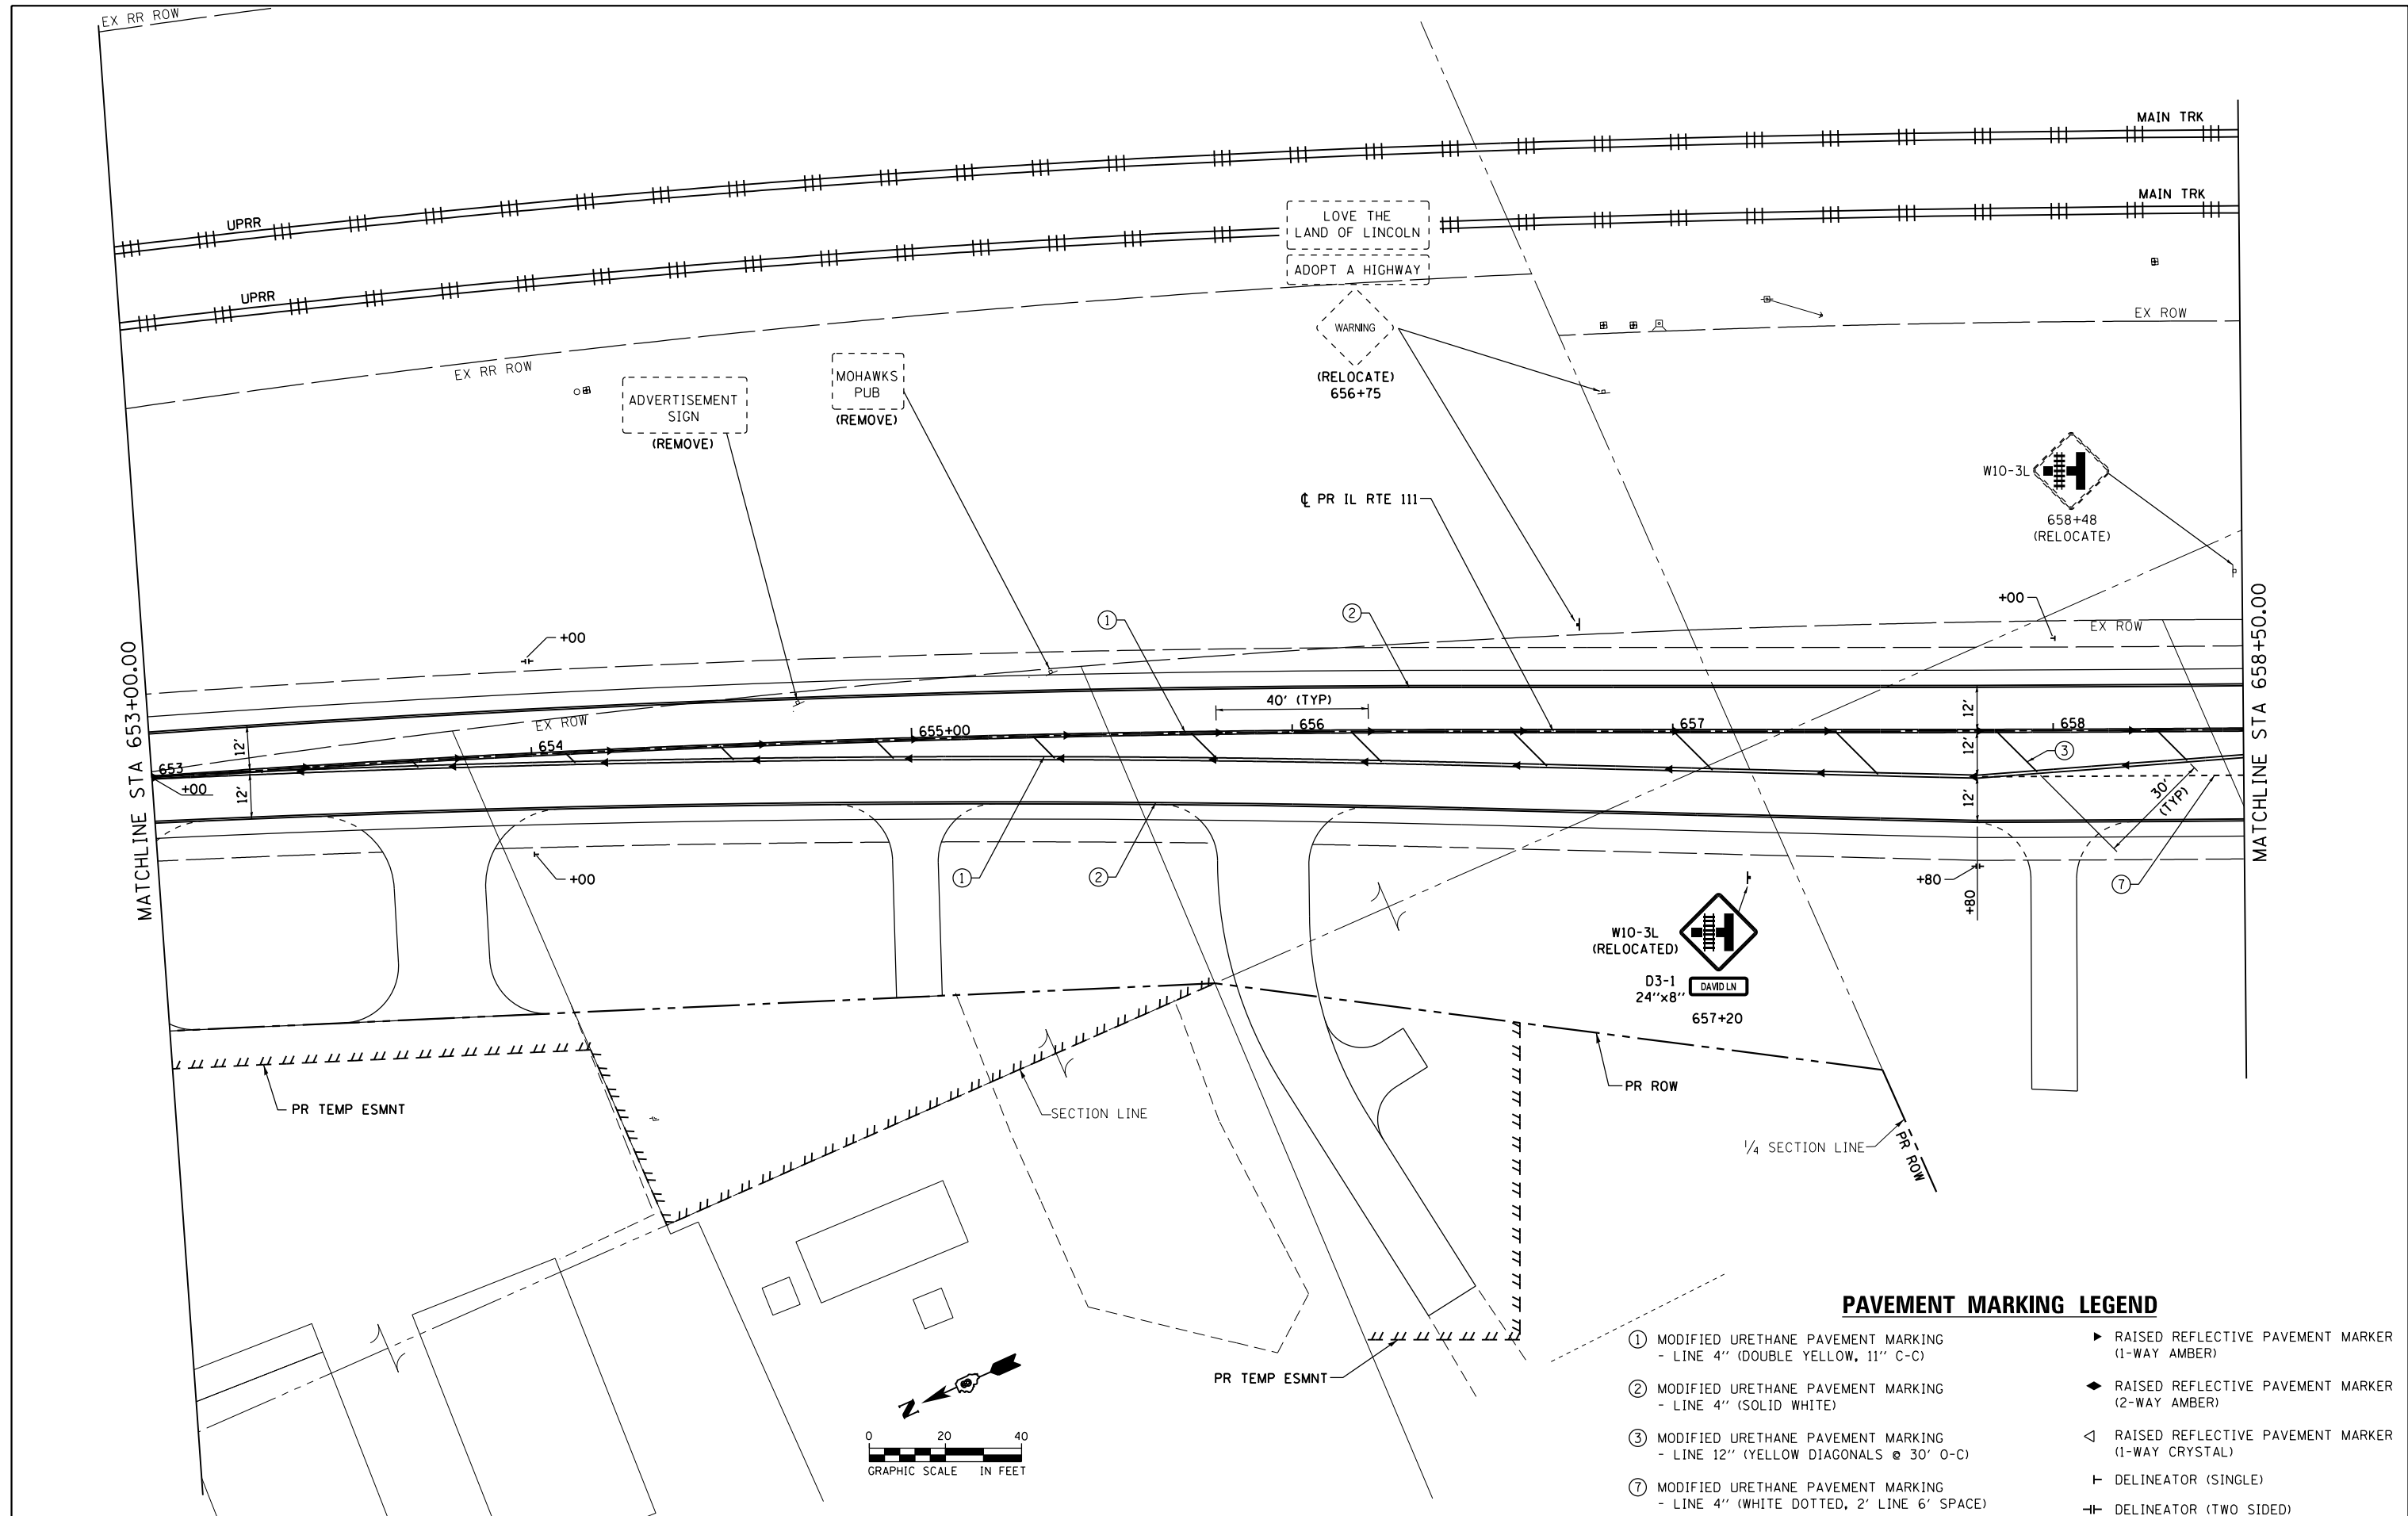 EX RR ROW
MAIN TRK
UPRR
MAIN TRK
UPRR
LOVE THE
LAND OF LINCOLN
ADOPT A HIGHWAY
WARNING
(RELOCATE)
656+75
EX ROW
EX RR ROW
ADVERTISEMENT
SIGN
(REMOVE)
MOHAWKS
PUB
(REMOVE)
W10-3L
658+48
(RELOCATE)
℄ PR IL RTE 111
MATCHLINE STA 653+00.00
MATCHLINE STA 658+50.00
+00
1
2
+00
EX ROW
EX ROW
40' (TYP)
653
654
655+00
656
657
658
12'
12'
12'
12'
12'
3
30'
(TYP)
+00
+00
1
2
+80
+80
7
W10-3L
(RELOCATED)
D3-1
24''x8''
DAVID LN
657+20
PR TEMP ESMNT
SECTION LINE
PR ROW
1/4 SECTION LINE
PR ROW
PR TEMP ESMNT
N
0 20 40
GRAPHIC SCALE IN FEET
PAVEMENT MARKING LEGEND
1 MODIFIED URETHANE PAVEMENT MARKING
- LINE 4'' (DOUBLE YELLOW, 11'' C-C)
2 MODIFIED URETHANE PAVEMENT MARKING
- LINE 4'' (SOLID WHITE)
3 MODIFIED URETHANE PAVEMENT MARKING
- LINE 12'' (YELLOW DIAGONALS @ 30' O-C)
7 MODIFIED URETHANE PAVEMENT MARKING
- LINE 4'' (WHITE DOTTED, 2' LINE 6' SPACE)
RAISED REFLECTIVE PAVEMENT MARKER
(1-WAY AMBER)
RAISED REFLECTIVE PAVEMENT MARKER
(2-WAY AMBER)
RAISED REFLECTIVE PAVEMENT MARKER
(1-WAY CRYSTAL)
DELINEATOR (SINGLE)
DELINEATOR (TWO SIDED)